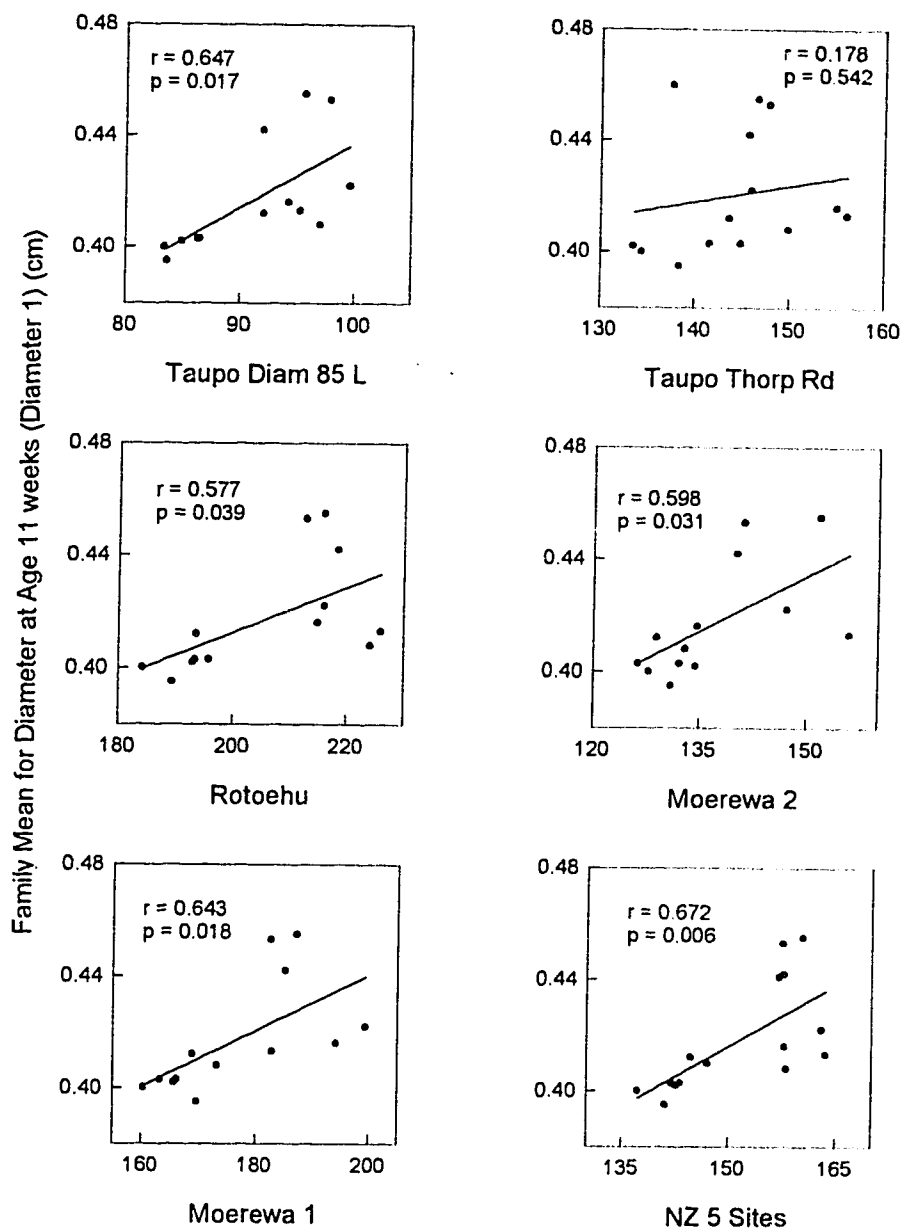 Family Mean for Diameter at Age 11 weeks (Diameter 1) (cm)
0.48
0.44
0.40
r = 0.647
p = 0.017
80 90 100
Taupo Diam 85 L
0.48
0.44
0.40
r = 0.178
p = 0.542
130 140 150 160
Taupo Thorp Rd
0.48
0.44
0.40
r = 0.577
p = 0.039
180 200 220
Rotoehu
0.48
0.44
0.40
r = 0.598
p = 0.031
120 135 150
Moerewa 2
0.48
0.44
0.40
r = 0.643
p = 0.018
160 180 200
Moerewa 1
0.48
0.44
0.40
r = 0.672
p = 0.006
135 150 165
NZ 5 Sites